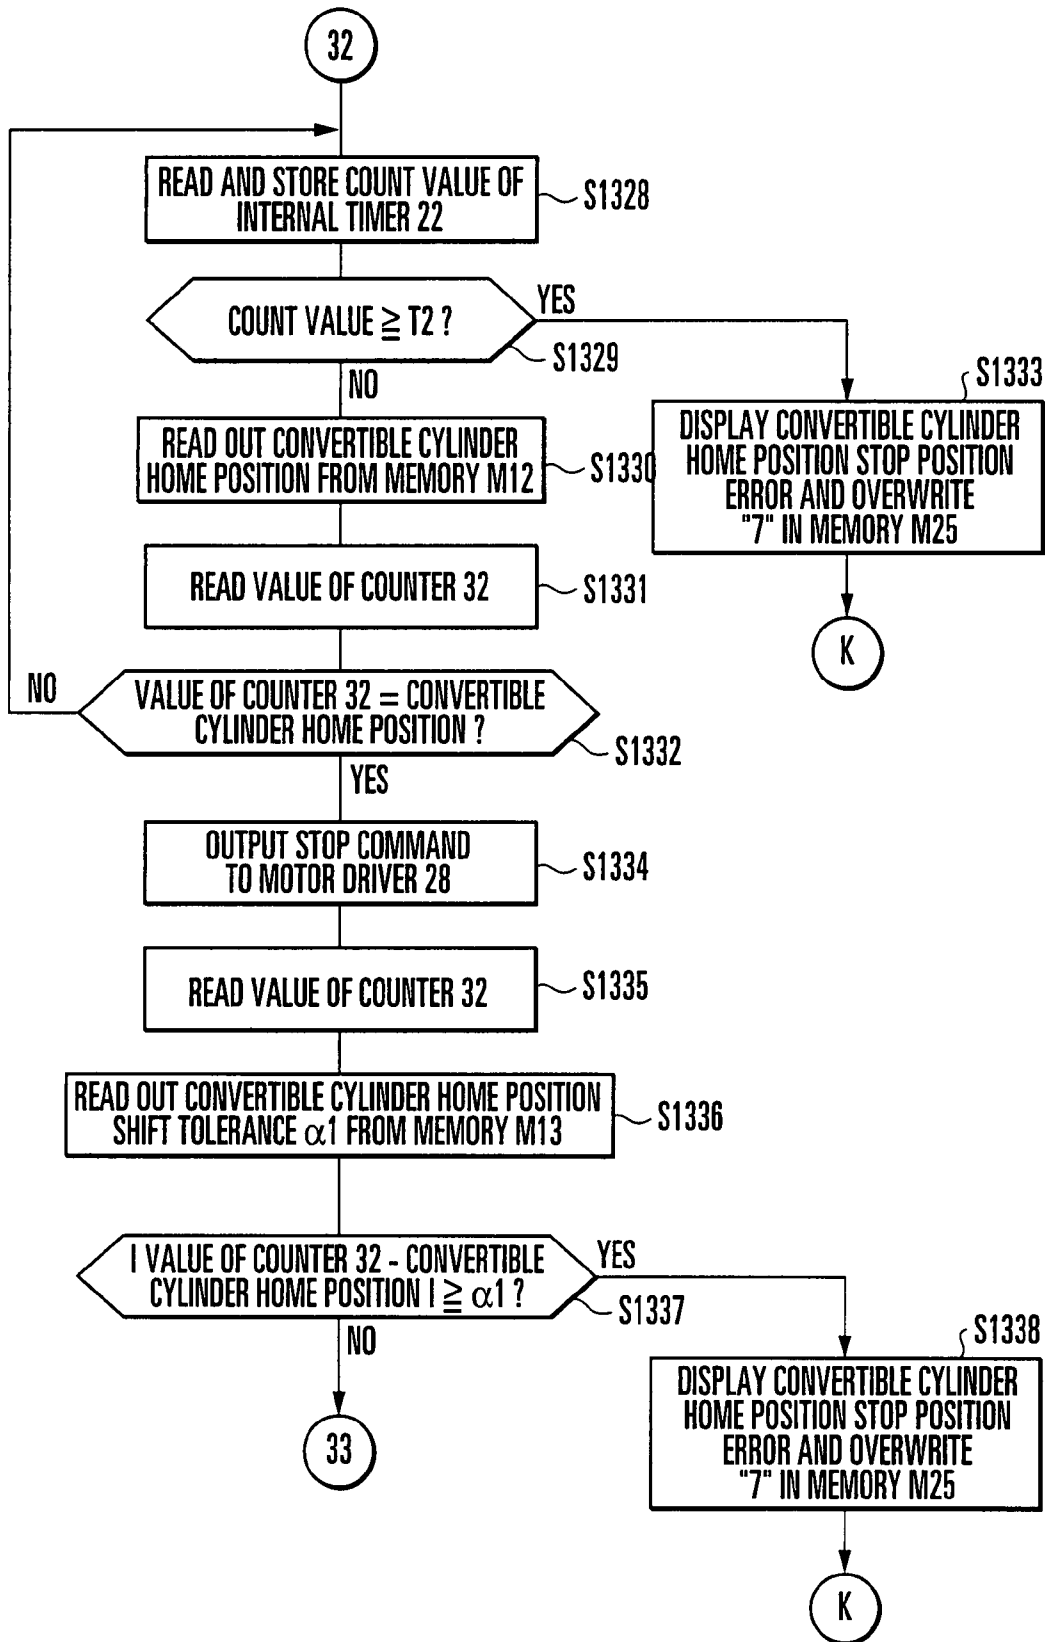 32
READ AND STORE COUNT VALUE OF
INTERNAL TIMER 22
S1328
COUNT VALUE ≧ T2 ?
YES
S1329
NO
S1333
DISPLAY CONVERTIBLE CYLINDER
HOME POSITION STOP POSITION
ERROR AND OVERWRITE
"7" IN MEMORY M25
K
READ OUT CONVERTIBLE CYLINDER
HOME POSITION FROM MEMORY M12
S1330
READ VALUE OF COUNTER 32
S1331
NO
VALUE OF COUNTER 32 = CONVERTIBLE
CYLINDER HOME POSITION ?
S1332
YES
OUTPUT STOP COMMAND
TO MOTOR DRIVER 28
S1334
READ VALUE OF COUNTER 32
S1335
READ OUT CONVERTIBLE CYLINDER HOME POSITION
SHIFT TOLERANCE α1 FROM MEMORY M13
S1336
I VALUE OF COUNTER 32 - CONVERTIBLE
CYLINDER HOME POSITION I ≧ α1 ?
YES
S1337
NO
33
S1338
DISPLAY CONVERTIBLE CYLINDER
HOME POSITION STOP POSITION
ERROR AND OVERWRITE
"7" IN MEMORY M25
K